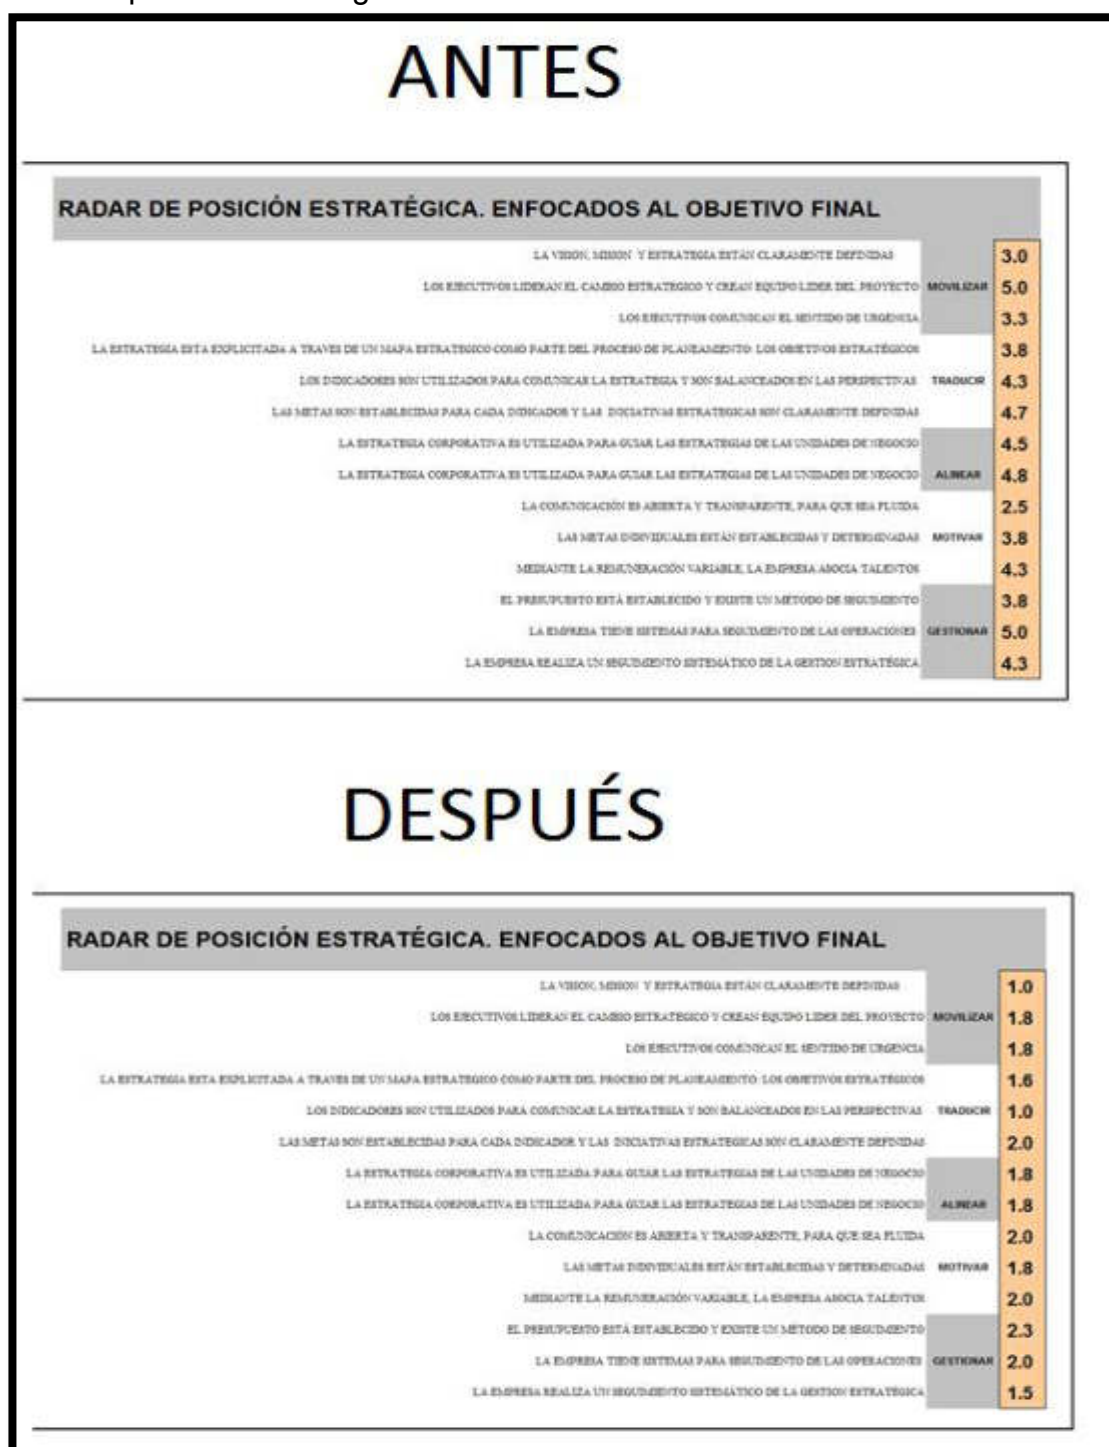 ANTES
RADAR DE POSICIÓN ESTRATÉGICA. ENFOCADOS AL OBJETIVO FINAL
LA VISION, MISION Y ESTRATEGIA ESTÁN CLARAMENTE DEFINIDAS 3.0
LOS EJECUTIVOS LIDERAN EL CAMBIO ESTRATEGICO Y CREAN EQUIPO LIDER DEL PROYECTO MOVILIZAR 5.0
LOS EJECUTIVOS COMUNICAN EL SENTIDO DE URGENCIA 3.3
LA ESTRATEGIA ESTA EXPLICITADA A TRAVES DE UN MAPA ESTRATEGICO COMO PARTE DEL PROCESO DE PLANEAMIENTO: LOS OBJETIVOS ESTRATÉGICOS 3.8
LOS INDICADORES SON UTILIZADOS PARA COMUNICAR LA ESTRATEGIA Y SON BALANCEADOS EN LAS PERSPECTIVAS TRADUCIR 4.3
LAS METAS SON ESTABLECIDAS PARA CADA INDICADOR Y LAS INICIATIVAS ESTRATEGICAS SON CLARAMENTE DEFINIDAS 4.7
LA ESTRATEGIA CORPORATIVA ES UTILIZADA PARA GUIAR LAS ESTRATEGIAS DE LAS UNIDADES DE NEGOCIO 4.5
LA ESTRATEGIA CORPORATIVA ES UTILIZADA PARA GUIAR LAS ESTRATEGIAS DE LAS UNIDADES DE NEGOCIO ALINEAR 4.8
LA COMUNICACIÓN ES ABIERTA Y TRANSPARENTE, PARA QUE SEA FLUIDA 2.5
LAS METAS INDIVIDUALES ESTÁN ESTABLECIDAS Y DETERMINADAS MOTIVAR 3.8
MEDIANTE LA REMUNERACIÓN VARIABLE, LA EMPRESA ASOCIA TALENTOS 4.3
EL PRESUPUESTO ESTÁ ESTABLECIDO Y EXISTE UN MÉTODO DE SEGUIMIENTO 3.8
LA EMPRESA TIENE SISTEMAS PARA SEGUIMIENTO DE LAS OPERACIONES GESTIONAR 5.0
LA EMPRESA REALIZA UN SEGUIMIENTO SISTEMÁTICO DE LA GESTION ESTRATÉGICA 4.3
DESPUÉS
RADAR DE POSICIÓN ESTRATÉGICA. ENFOCADOS AL OBJETIVO FINAL
LA VISION, MISION Y ESTRATEGIA ESTÁN CLARAMENTE DEFINIDAS 1.0
LOS EJECUTIVOS LIDERAN EL CAMBIO ESTRATEGICO Y CREAN EQUIPO LIDER DEL PROYECTO MOVILIZAR 1.8
LOS EJECUTIVOS COMUNICAN EL SENTIDO DE URGENCIA 1.8
LA ESTRATEGIA ESTA EXPLICITADA A TRAVES DE UN MAPA ESTRATEGICO COMO PARTE DEL PROCESO DE PLANEAMIENTO: LOS OBJETIVOS ESTRATÉGICOS 1.6
LOS INDICADORES SON UTILIZADOS PARA COMUNICAR LA ESTRATEGIA Y SON BALANCEADOS EN LAS PERSPECTIVAS TRADUCIR 1.0
LAS METAS SON ESTABLECIDAS PARA CADA INDICADOR Y LAS INICIATIVAS ESTRATEGICAS SON CLARAMENTE DEFINIDAS 2.0
LA ESTRATEGIA CORPORATIVA ES UTILIZADA PARA GUIAR LAS ESTRATEGIAS DE LAS UNIDADES DE NEGOCIO 1.8
LA ESTRATEGIA CORPORATIVA ES UTILIZADA PARA GUIAR LAS ESTRATEGIAS DE LAS UNIDADES DE NEGOCIO ALINEAR 1.8
LA COMUNICACIÓN ES ABIERTA Y TRANSPARENTE, PARA QUE SEA FLUIDA 2.0
LAS METAS INDIVIDUALES ESTÁN ESTABLECIDAS Y DETERMINADAS MOTIVAR 1.8
MEDIANTE LA REMUNERACIÓN VARIABLE, LA EMPRESA ASOCIA TALENTOS 2.0
EL PRESUPUESTO ESTÁ ESTABLECIDO Y EXISTE UN MÉTODO DE SEGUIMIENTO 2.3
LA EMPRESA TIENE SISTEMAS PARA SEGUIMIENTO DE LAS OPERACIONES GESTIONAR 2.0
LA EMPRESA REALIZA UN SEGUIMIENTO SISTEMÁTICO DE LA GESTION ESTRATÉGICA 1.5